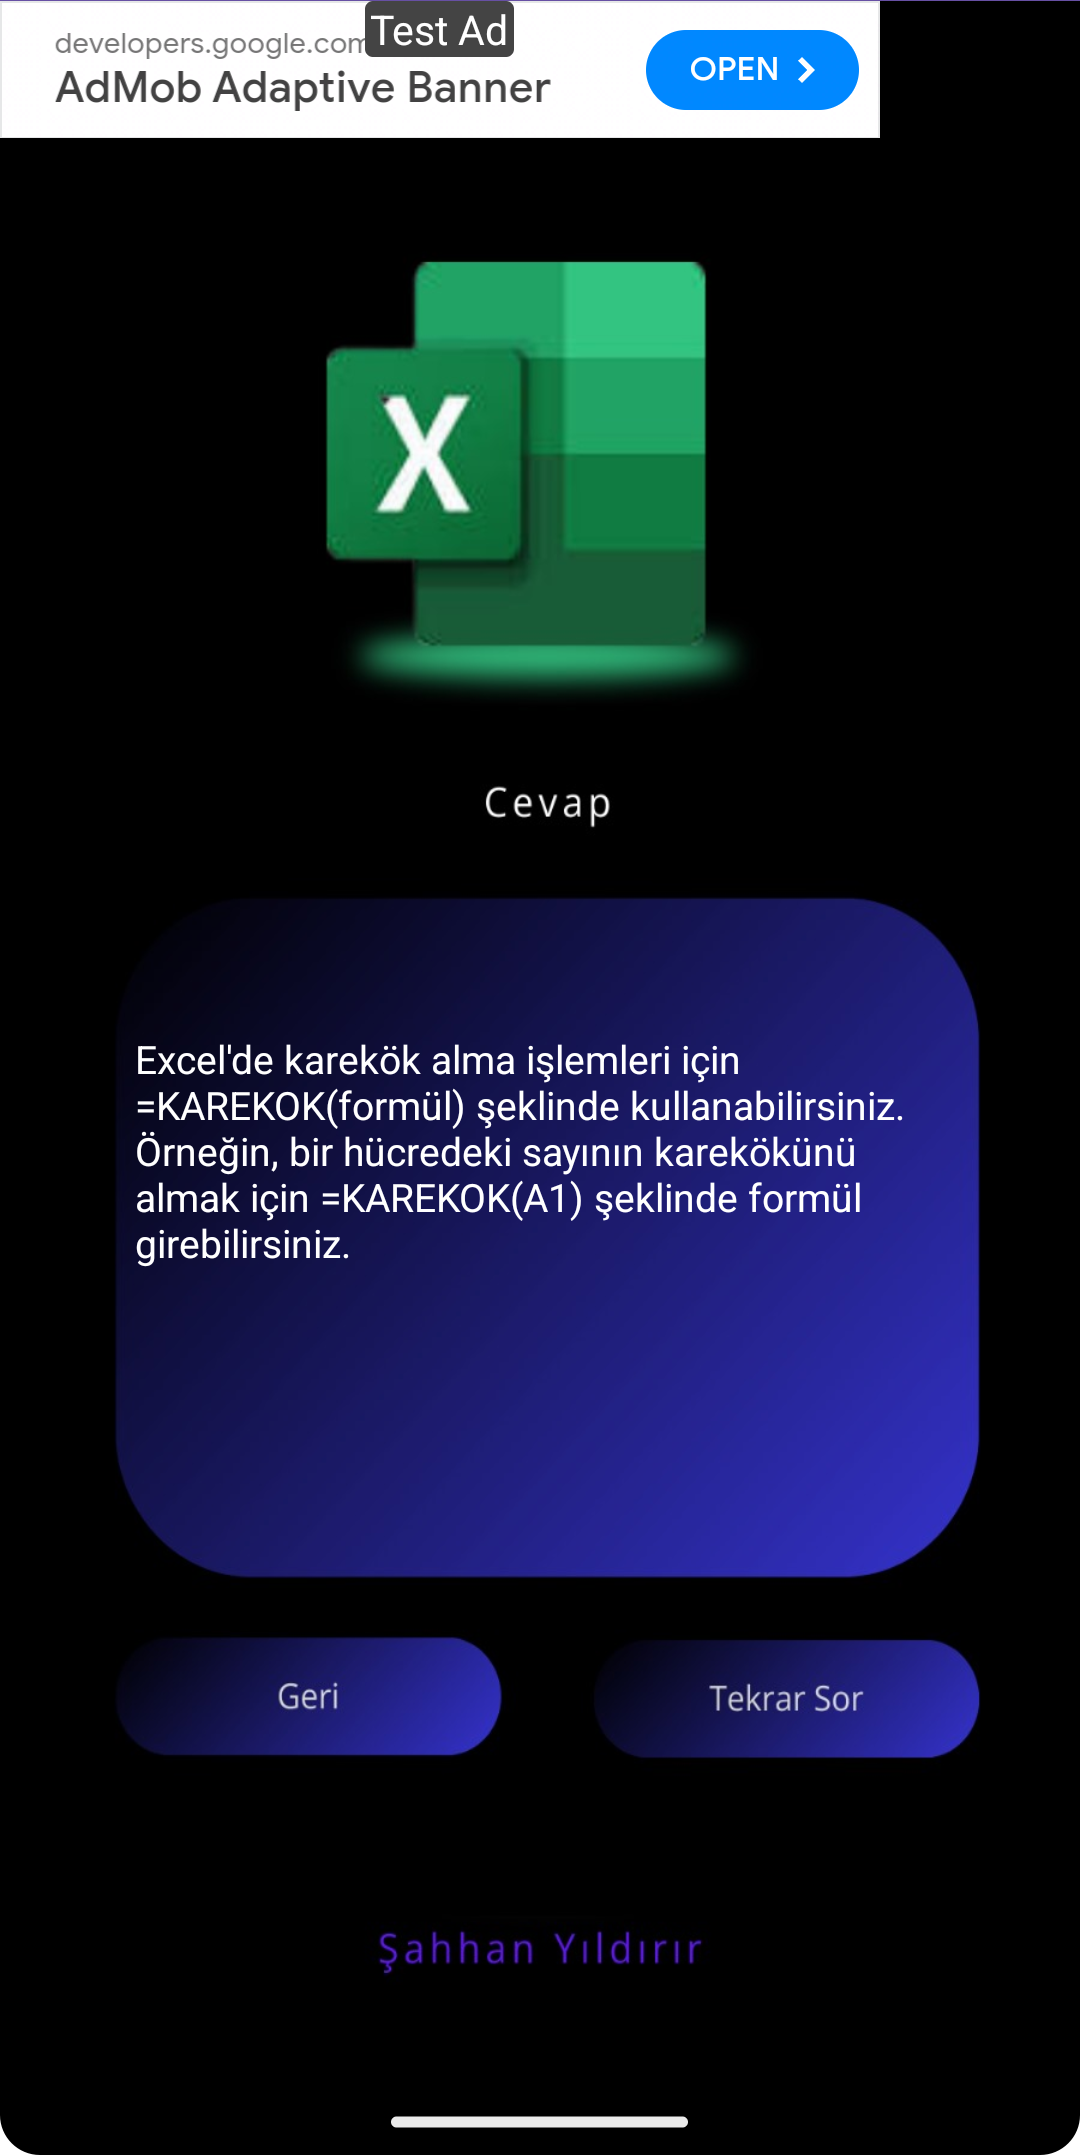 Test Ad
developers.google.com
AdMob Adaptive Banner
OPEN
X
Cevap
Excel'de karekök alma işlemleri için
=KAREKOK(formül) şeklinde kullanabilirsiniz.
Örneğin, bir hücredeki sayının karekökünü
almak için =KAREKOK(A1) şeklinde formül
girebilirsiniz.
Geri
Tekrar Sor
Şahhan Yıldırır